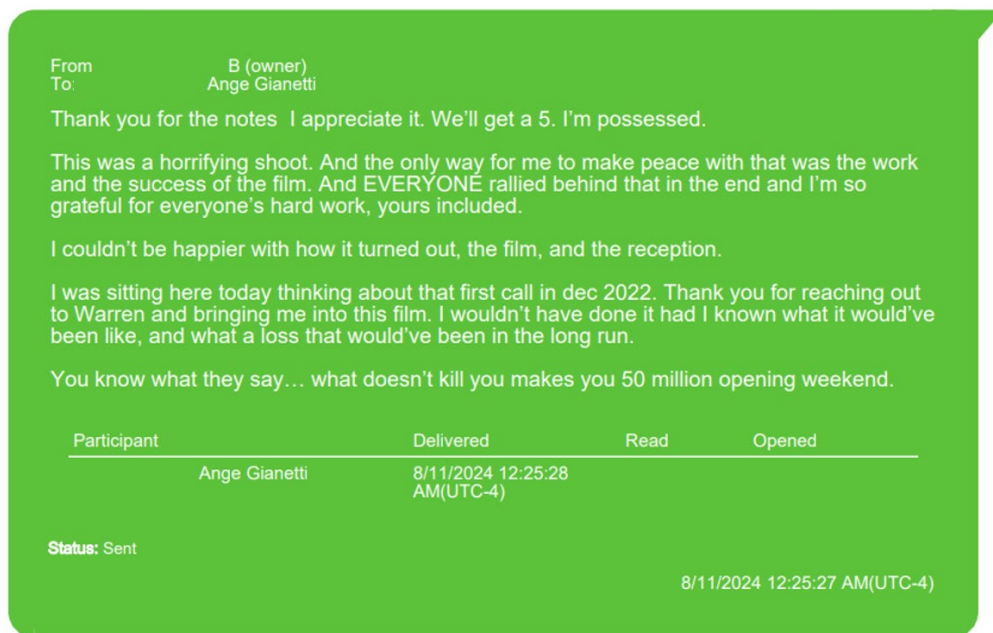 From B (owner)
To: Ange Gianetti
Thank you for the notes  I appreciate it. We'll get a 5. I'm possessed.
This was a horrifying shoot. And the only way for me to make peace with that was the work
and the success of the film. And EVERYONE rallied behind that in the end and I'm so
grateful for everyone's hard work, yours included.
I couldn't be happier with how it turned out, the film, and the reception.
I was sitting here today thinking about that first call in dec 2022. Thank you for reaching out
to Warren and bringing me into this film. I wouldn't have done it had I known what it would've
been like, and what a loss that would've been in the long run.
You know what they say… what doesn't kill you makes you 50 million opening weekend.
Participant Delivered Read Opened
Ange Gianetti 8/11/2024 12:25:28
AM(UTC-4)
Status: Sent
8/11/2024 12:25:27 AM(UTC-4)